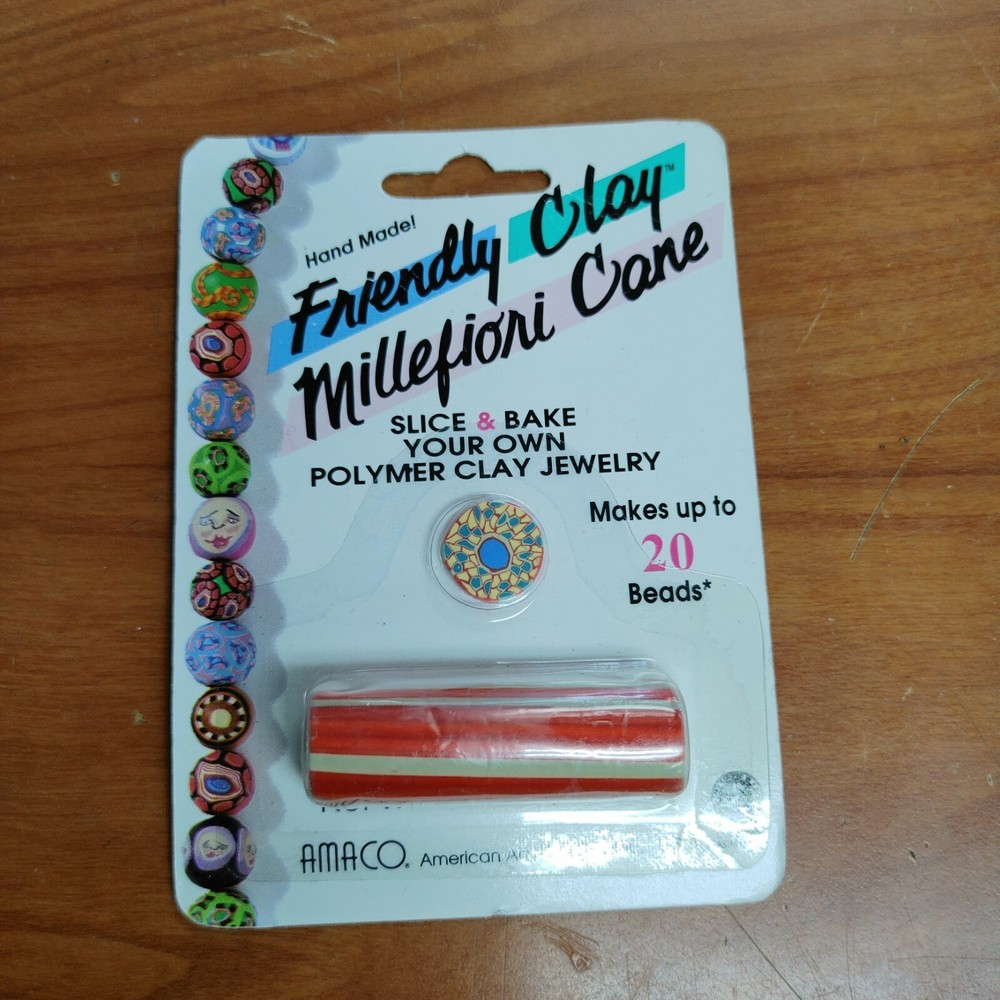 Hand Made!
Friendly Clay™
Millefiori Cane
SLICE & BAKE
YOUR OWN
POLYMER CLAY JEWELRY
Makes up to
20
Beads*
AMACO® American